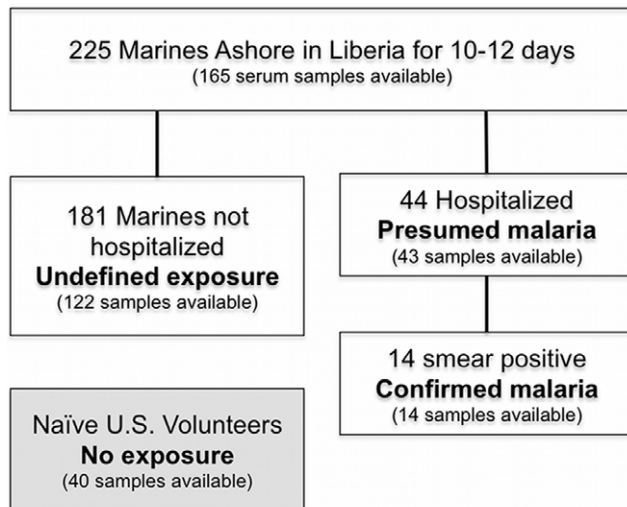 225 Marines Ashore in Liberia for 10-12 days
(165 serum samples available)
181 Marines not
hospitalized
Undefined exposure
(122 samples available)
44 Hospitalized
Presumed malaria
(43 samples available)
14 smear positive
Confirmed malaria
(14 samples available)
Naïve U.S. Volunteers
No exposure
(40 samples available)